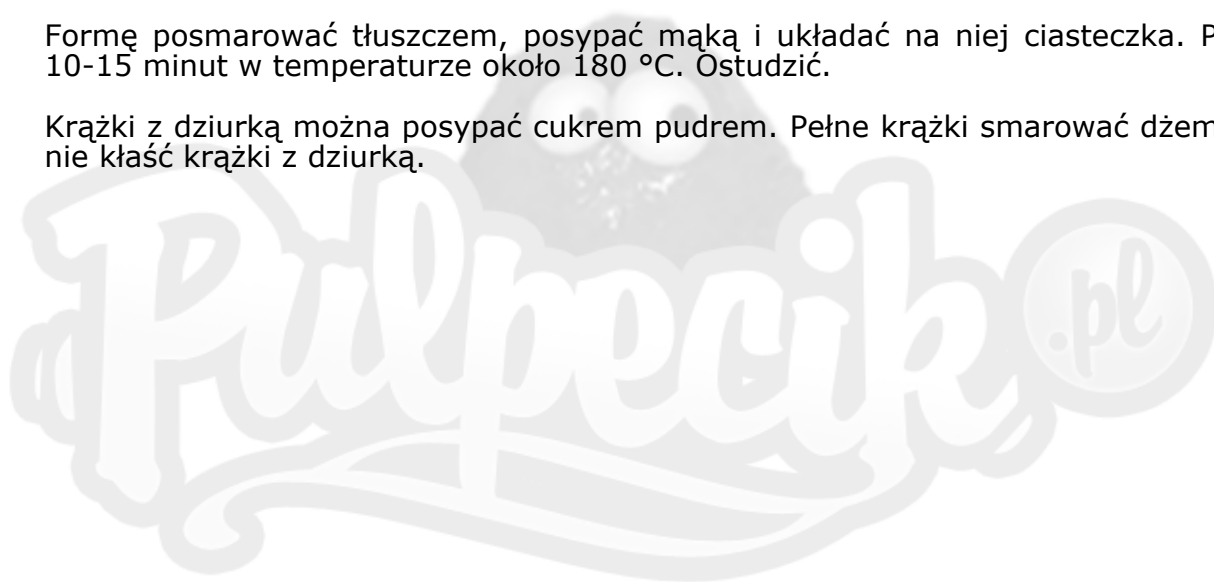 Formę posmarować tłuszczem, posypać mąką i układać na niej ciasteczka. P
10-15 minut w temperaturze około 180 °C. Ostudzić.
Krążki z dziurką można posypać cukrem pudrem. Pełne krążki smarować dżem
nie kłaść krążki z dziurką.
Pulpecik .pl